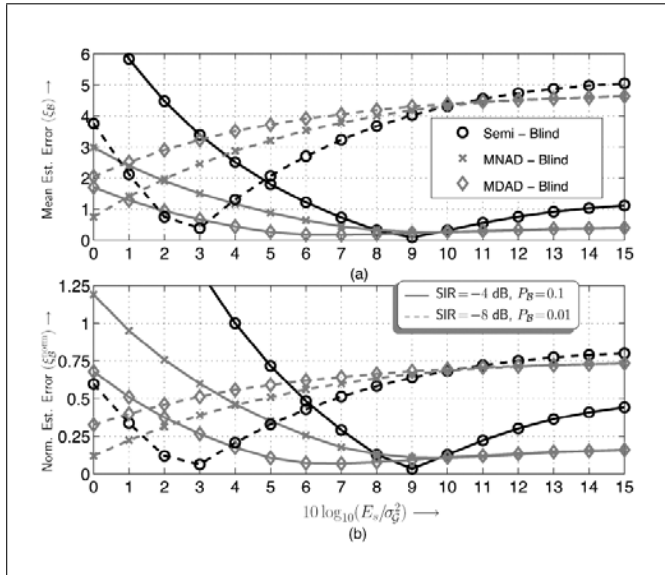 6
5
4
3
2
1
0
Mean Est. Error (ξ_B) →
0 1 2 3 4 5 6 7 8 9 10 11 12 13 14 15
(a)
Semi – Blind
MNAD – Blind
MDAD – Blind
SIR=−4 dB, P_B=0.1
SIR=−8 dB, P_B=0.01
1.25
1
0.75
0.5
0.25
0
Norm. Est. Error
0 1 2 3 4 5 6 7 8 9 10 11 12 13 14 15
10 log₁₀(E_s/σ_G²) →
(b)